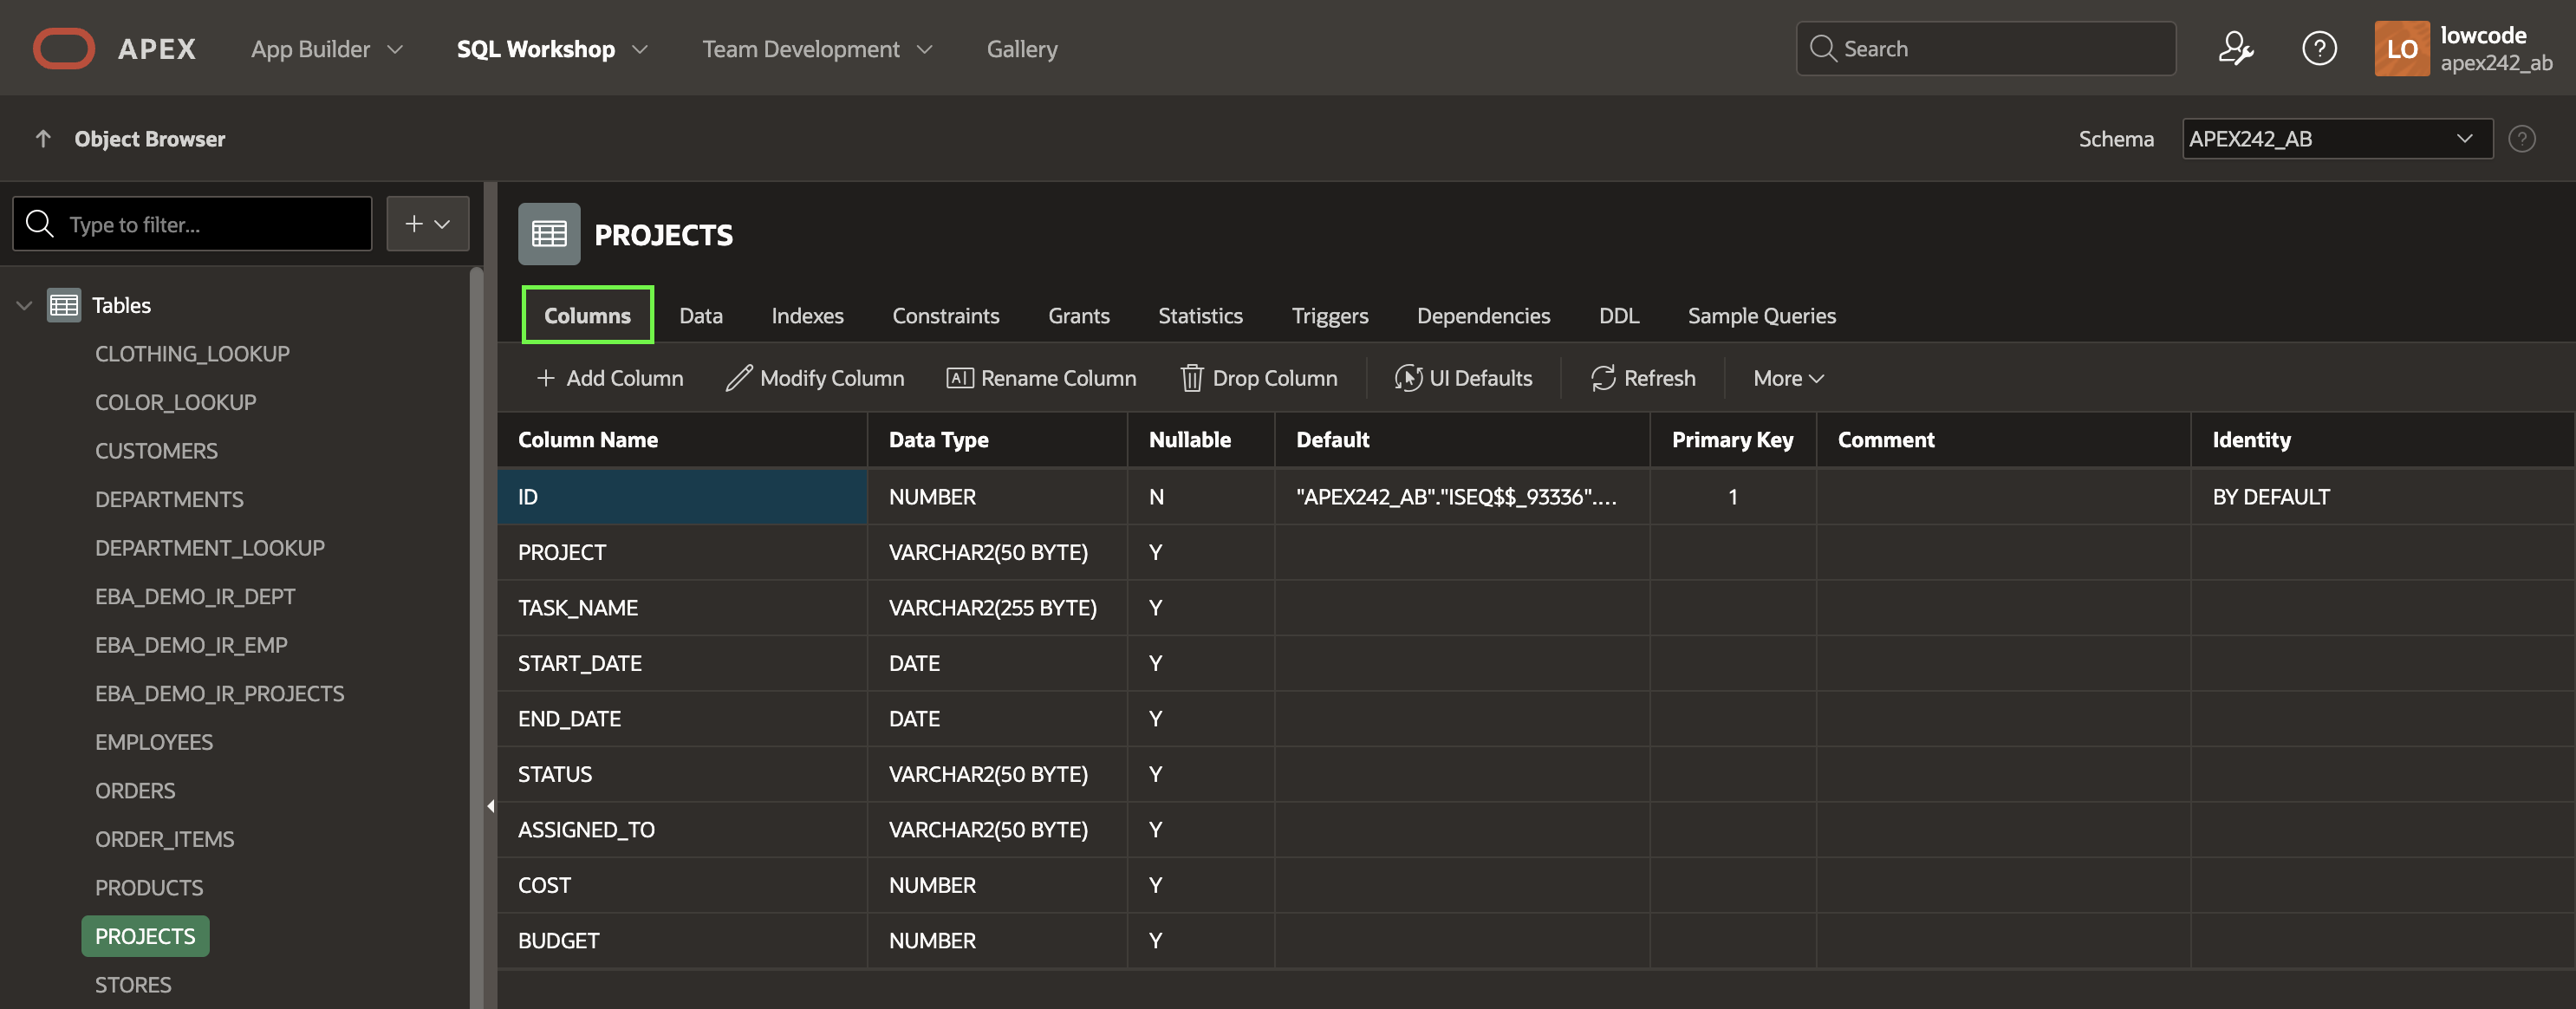 APEX App Builder SQL Workshop Team Development Gallery Search LO lowcode
apex242_ab
Object Browser Schema APEX242_AB
Type to filter...
Tables
CLOTHING_LOOKUP
COLOR_LOOKUP
CUSTOMERS
DEPARTMENTS
DEPARTMENT_LOOKUP
EBA_DEMO_IR_DEPT
EBA_DEMO_IR_EMP
EBA_DEMO_IR_PROJECTS
EMPLOYEES
ORDERS
ORDER_ITEMS
PRODUCTS
PROJECTS
STORES
PROJECTS
Columns Data Indexes Constraints Grants Statistics Triggers Dependencies DDL Sample Queries
Add Column Modify Column Rename Column Drop Column UI Defaults Refresh More
Column Name Data Type Nullable Default Primary Key Comment Identity
ID NUMBER N "APEX242_AB"."ISEQ$$_93336".... 1 BY DEFAULT
PROJECT VARCHAR2(50 BYTE) Y
TASK_NAME VARCHAR2(255 BYTE) Y
START_DATE DATE Y
END_DATE DATE Y
STATUS VARCHAR2(50 BYTE) Y
ASSIGNED_TO VARCHAR2(50 BYTE) Y
COST NUMBER Y
BUDGET NUMBER Y